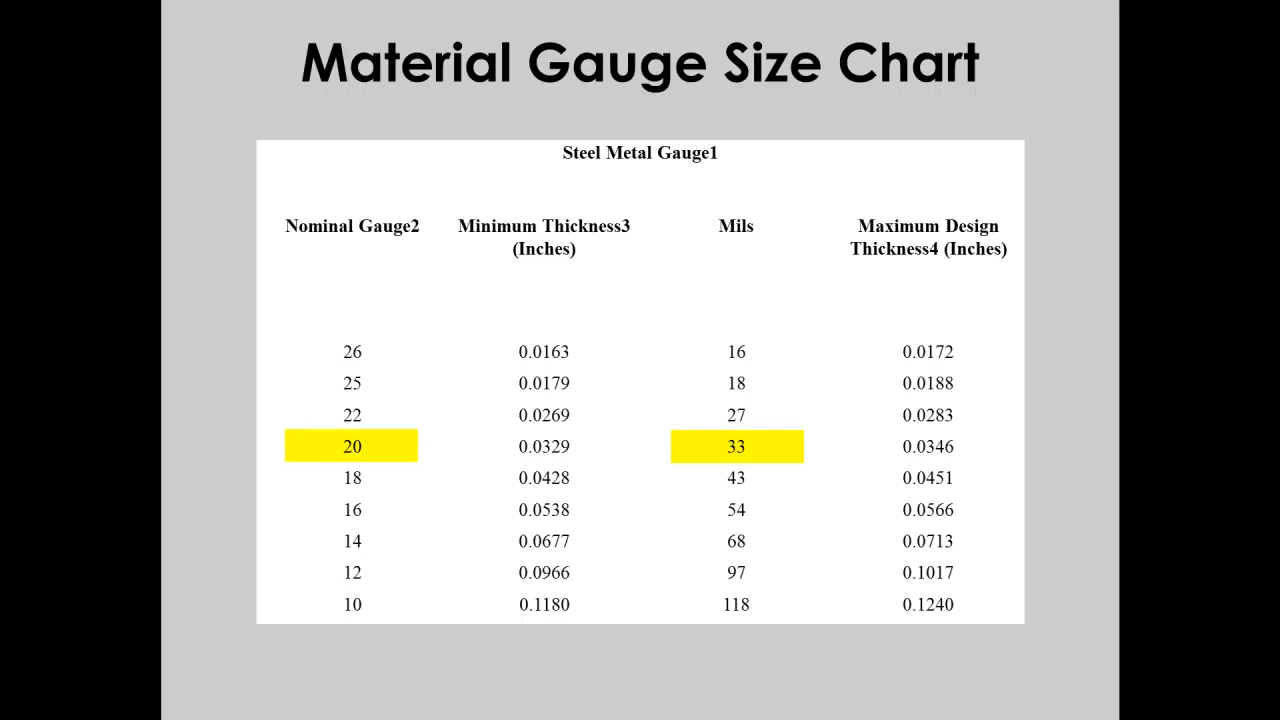 Material Gauge Size Chart
Steel Metal Gauge1
Nominal Gauge2 Minimum Thickness3 (Inches) Mils Maximum Design Thickness4 (Inches)
26 0.0163 16 0.0172
25 0.0179 18 0.0188
22 0.0269 27 0.0283
20 0.0329 33 0.0346
18 0.0428 43 0.0451
16 0.0538 54 0.0566
14 0.0677 68 0.0713
12 0.0966 97 0.1017
10 0.1180 118 0.1240